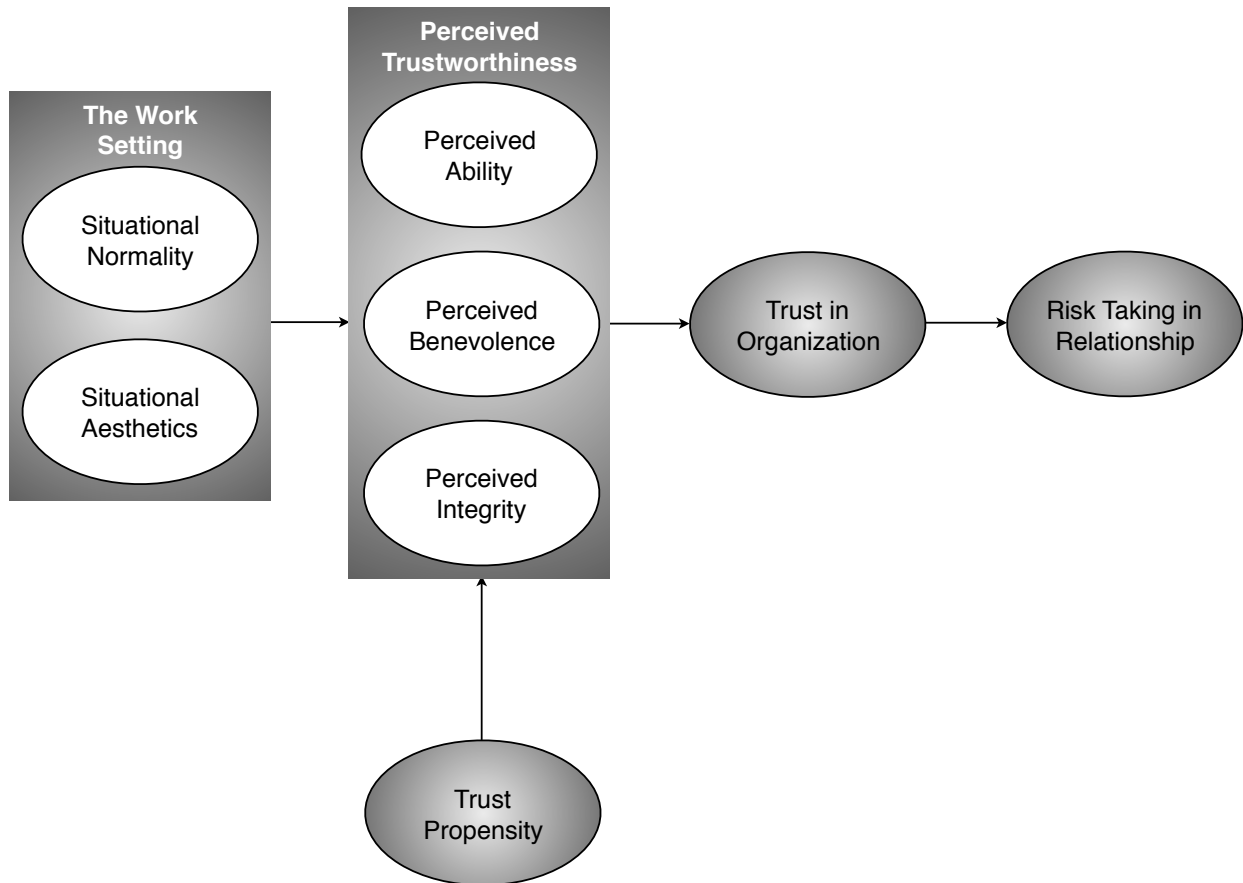 The Work
Setting
Situational
Normality
Situational
Aesthetics
Perceived
Trustworthiness
Perceived
Ability
Perceived
Benevolence
Perceived
Integrity
Trust in
Organization
Risk Taking in
Relationship
Trust
Propensity